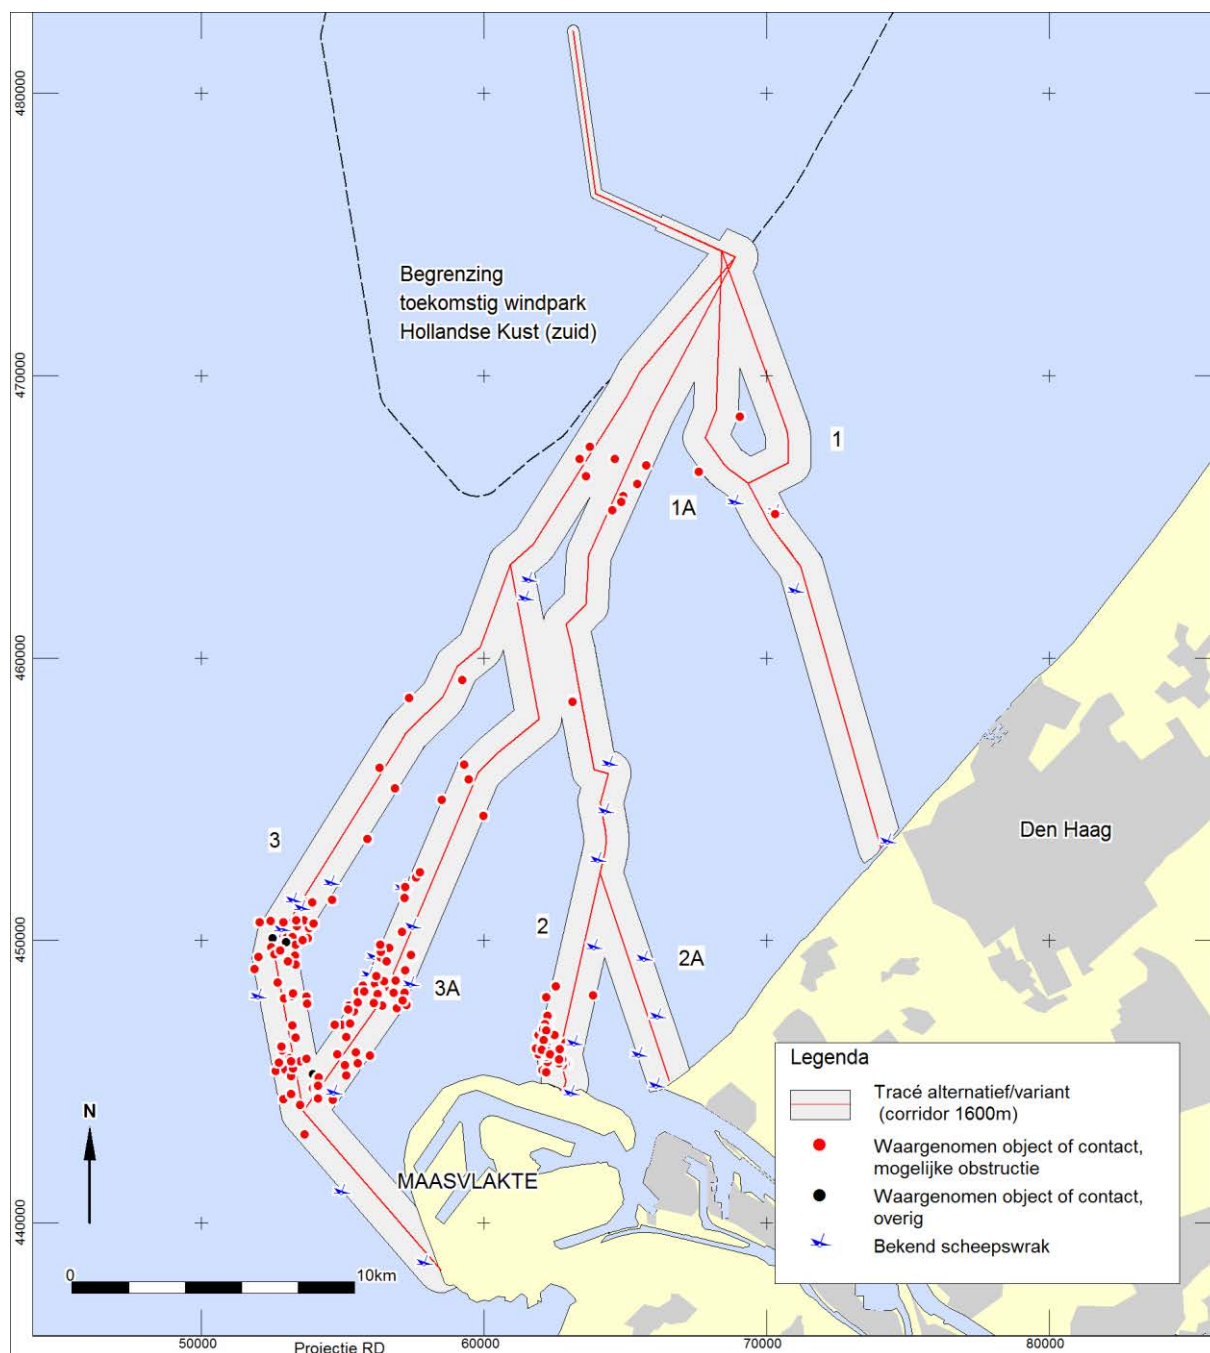 480000
Begrenzing
toekomstig windpark
Hollandse Kust (zuid)
470000
1
1A
460000
3
Den Haag
2
2A
450000
3A
Legenda
Tracé alternatief/variant
(corridor 1600m)
N
Waargenomen object of contact,
mogelijke obstructie
MAASVLAKTE
Waargenomen object of contact,
overig
440000
Bekend scheepswrak
0
10km
50000
60000
70000
80000
Projectie RD